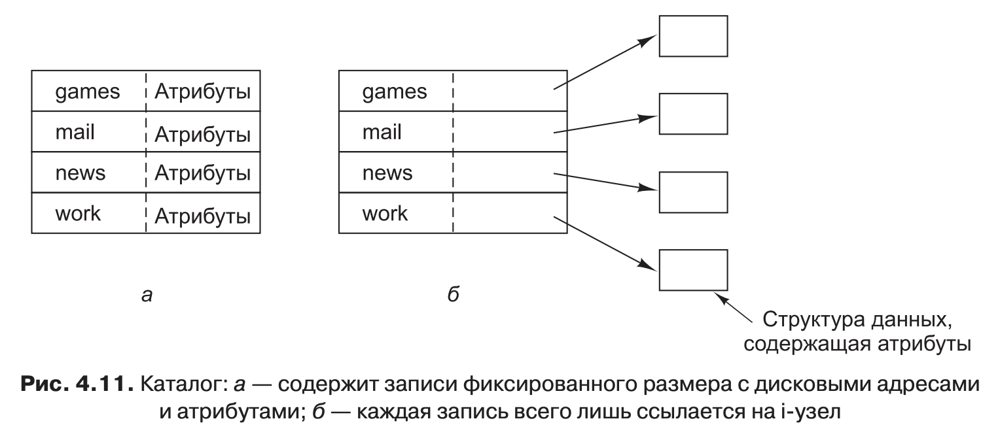 games Атрибуты
mail Атрибуты
news Атрибуты
work Атрибуты
а
games
mail
news
work
б
Структура данных,
содержащая атрибуты
Рис. 4.11. Каталог: а — содержит записи фиксированного размера с дисковыми адресами
и атрибутами; б — каждая запись всего лишь ссылается на i-узел